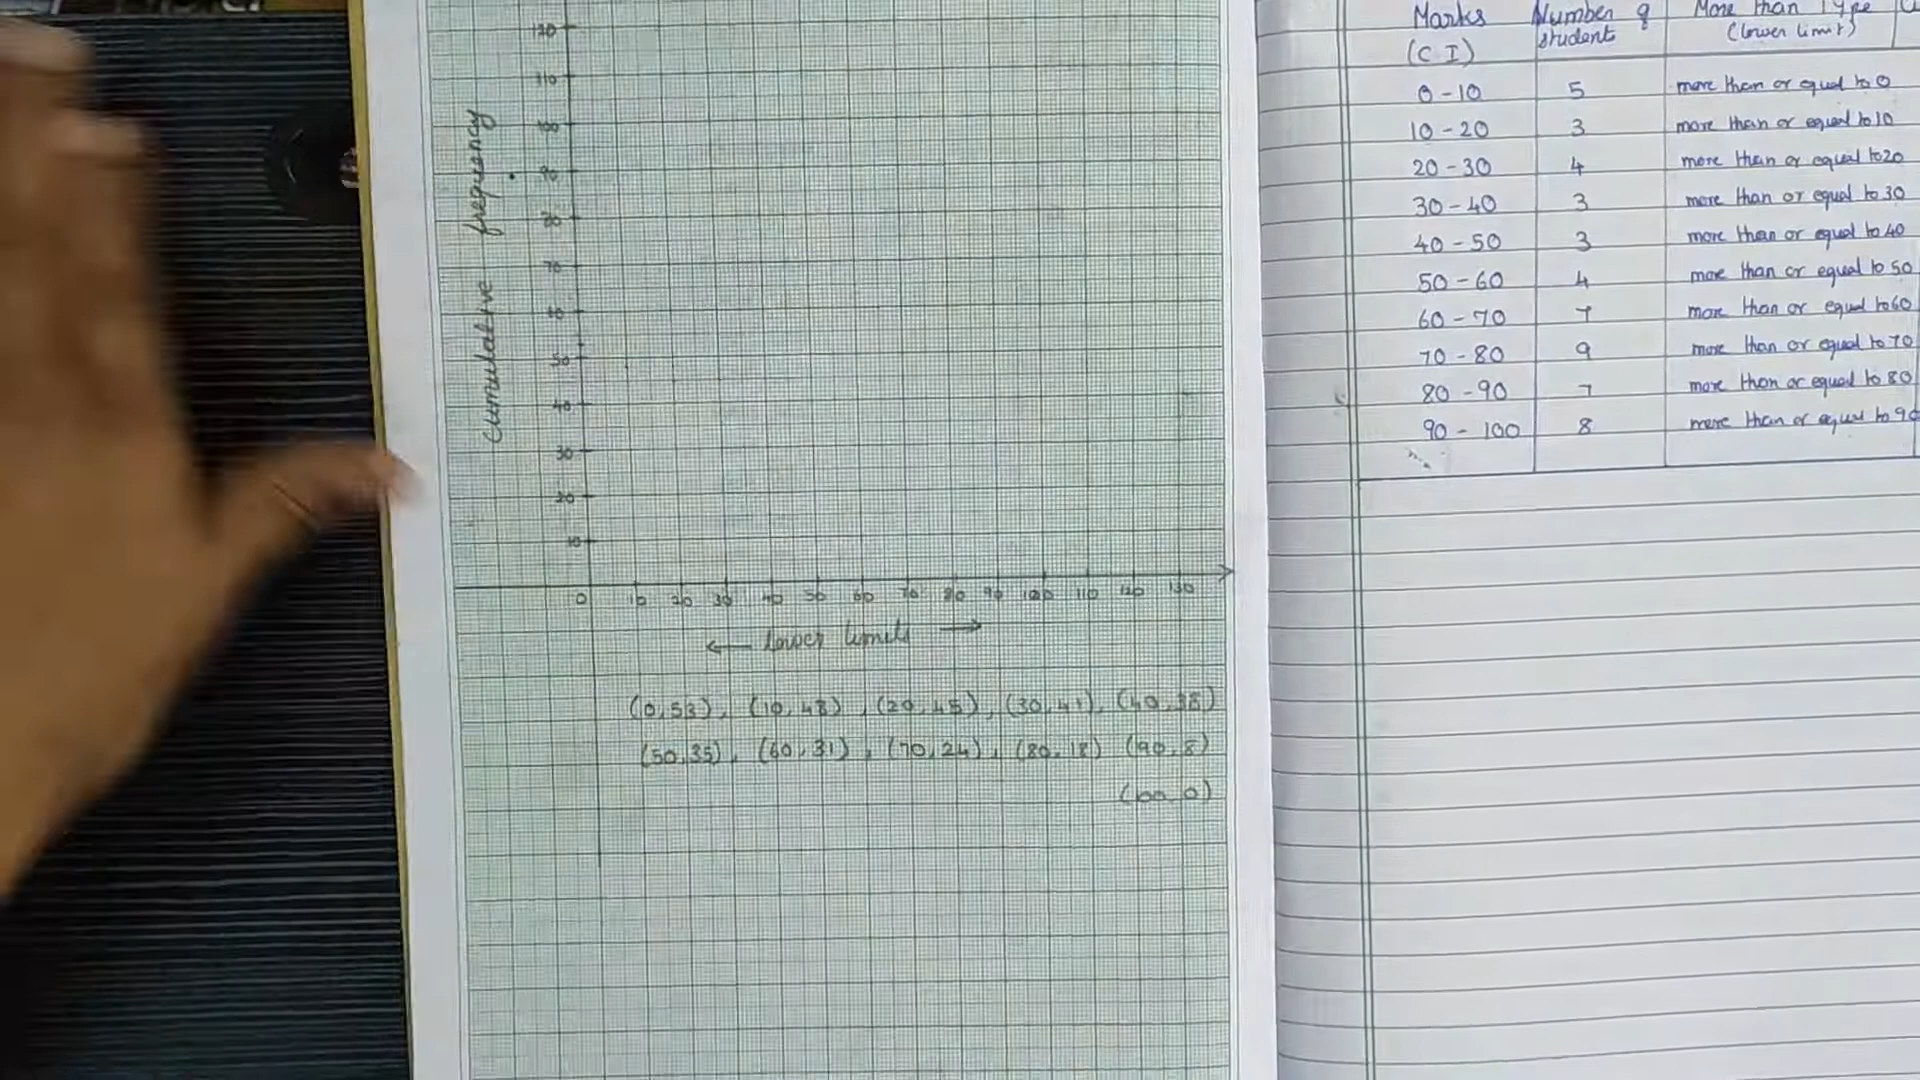 120
110
100
90
80
70
60
50
40
30
20
10
cumulative frequency
0 10 20 30 40 50 60 70 80 90 100 110 120 130
← lower limits →
(0,53), (10,48), (20,45), (30,41), (40,38)
(50,35), (60,31), (70,24), (80,18) (90,8)
(100,0)
Marks Number of More than Type
(C I) student (lower limit)
0-10 5 more than or equal to 0
10-20 3 more than or equal to 10
20-30 4 more than or equal to 20
30-40 3 more than or equal to 30
40-50 3 more than or equal to 40
50-60 4 more than or equal to 50
60-70 7 more than or equal to 60
70-80 9 more than or equal to 70
80-90 7 more than or equal to 80
90-100 8 more than or equal to 90